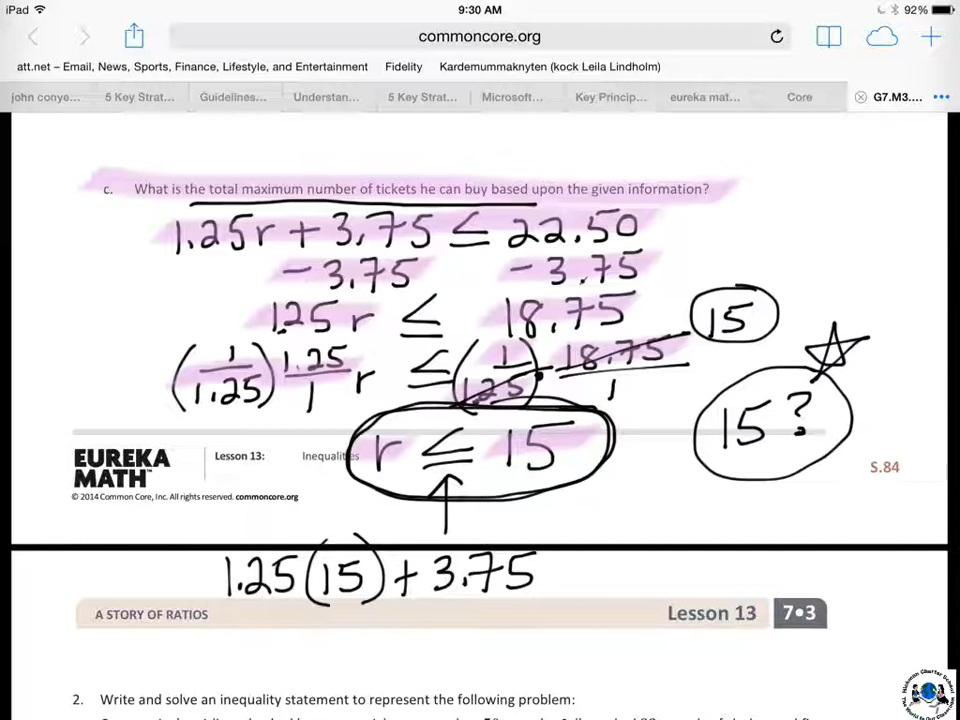 iPad 9:30 AM 92%
commoncore.org
att.net – Email, News, Sports, Finance, Lifestyle, and Entertainment Fidelity Kardemummaknyten (kock Leila Lindholm)
john conye... 5 Key Strat... Guidelines... Understan... 5 Key Strat... Microsoft... Key Princip... eureka mat... Core G7.M3....
c. What is the total maximum number of tickets he can buy based upon the given information?
1.25r + 3.75 ≤ 22.50
− 3.75 − 3.75
1.25 r ≤ 18.75
15
(1/1.25) 1.25/1 r ≤ (1/1.25) · 18.75/1
15?
r ≤ 15
EUREKA MATH™
Lesson 13: Inequalities
S.84
© 2014 Common Core, Inc. All rights reserved. commoncore.org
1.25(15) + 3.75
A STORY OF RATIOS Lesson 13 7•3
2. Write and solve an inequality statement to represent the following problem: